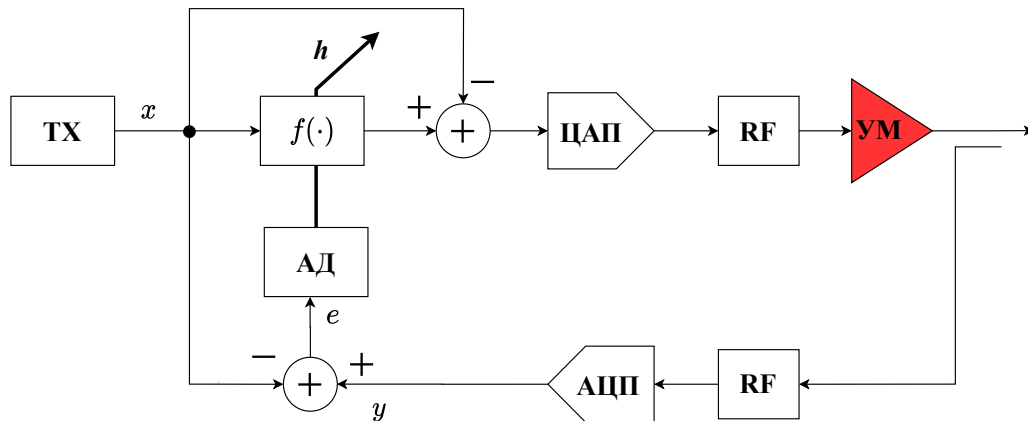 h
−
TX
x
f(·)
+
+
ЦАП
RF
УМ
АД
e
−
+
+
y
АЦП
RF